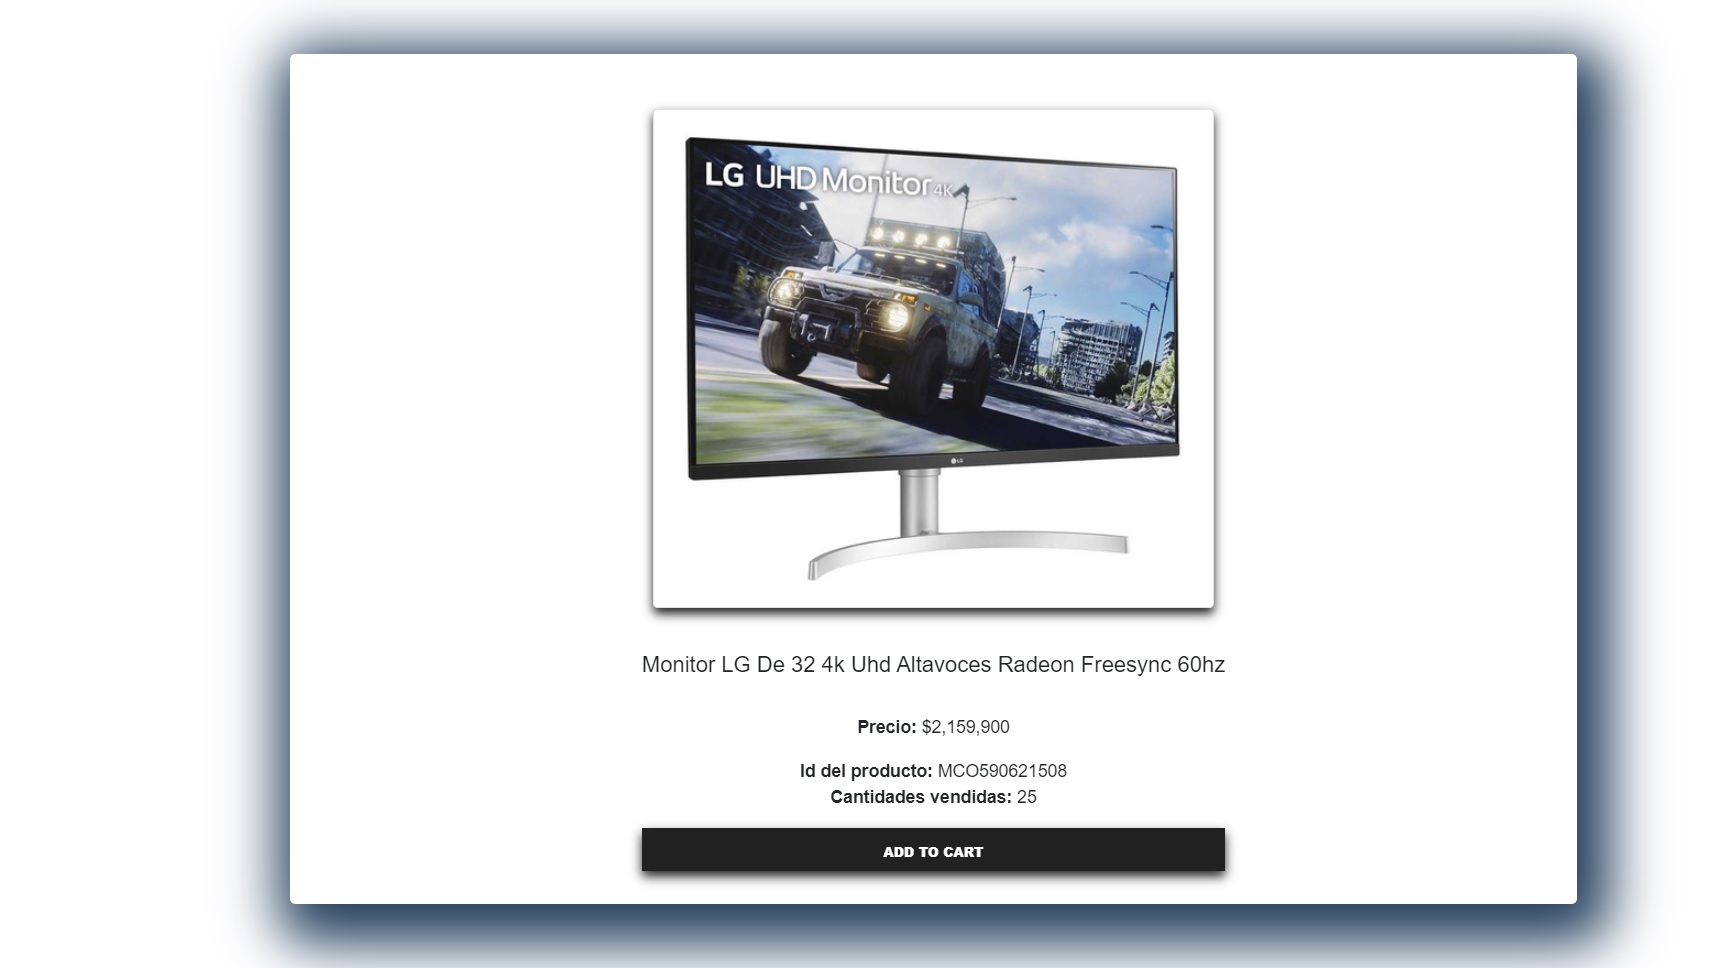 LG UHD Monitor 4K
LG
Monitor LG De 32 4k Uhd Altavoces Radeon Freesync 60hz
Precio: $2,159,900
Id del producto: MCO590621508
Cantidades vendidas: 25
ADD TO CART